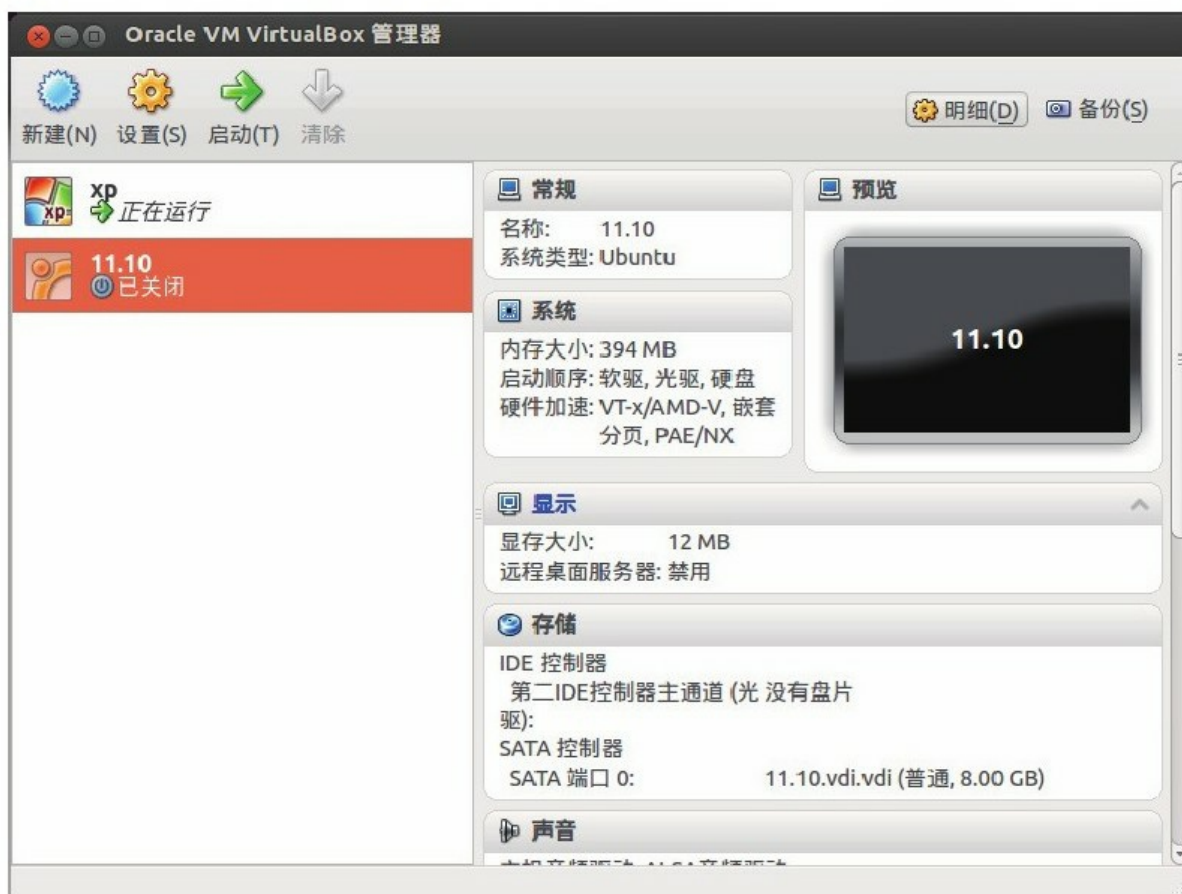 Oracle VM VirtualBox 管理器
新建(N) 设置(S) 启动(T) 清除
明细(D) 备份(S)
xp
xp
正在运行
11.10
已关闭
常规
名称: 11.10
系统类型: Ubuntu
系统
内存大小: 394 MB
启动顺序: 软驱, 光驱, 硬盘
硬件加速: VT-x/AMD-V, 嵌套
分页, PAE/NX
预览
11.10
显示
显存大小: 12 MB
远程桌面服务器: 禁用
存储
IDE 控制器
第二IDE控制器主通道 (光 没有盘片
驱):
SATA 控制器
SATA 端口 0: 11.10.vdi.vdi (普通, 8.00 GB)
声音